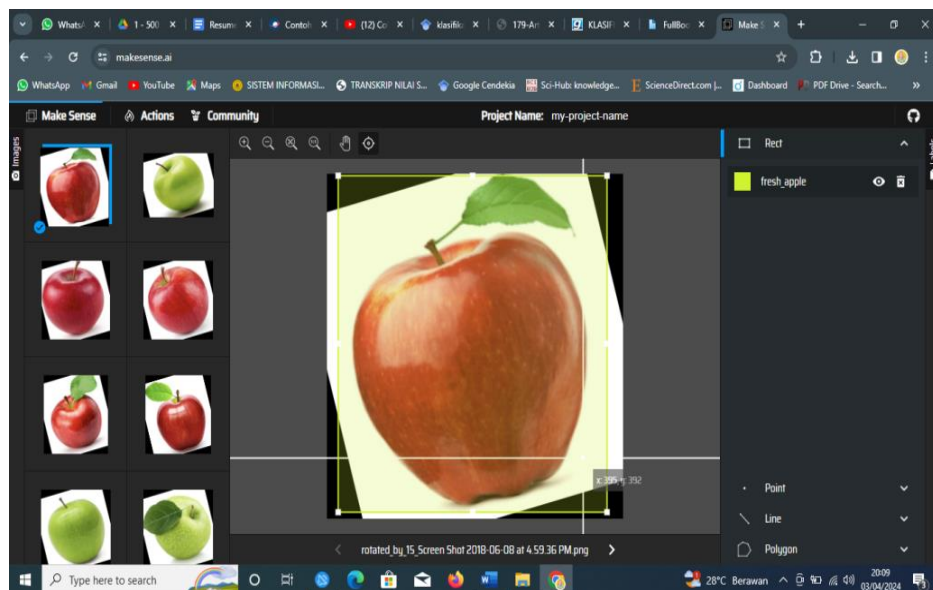 WhatsA
1 - 500
Resume
Contoh
(12) Co
klasifik
179-Art
KLASIFI
FullBoo
Make S
makesense.ai
WhatsApp Gmail YouTube Maps SISTEM INFORMASI... TRANSKRIP NILAI S... Google Cendekia Sci-Hub: knowledge... ScienceDirect.com |... Dashboard PDF Drive - Search...
Make Sense Actions Community Project Name: my-project-name
Images
Rect
fresh_apple
x: 395, y: 392
Point
Line
Polygon
rotated_by_15_Screen Shot 2018-06-08 at 4.59.36 PM.png
Type here to search
28°C Berawan
20:09
03/04/2024